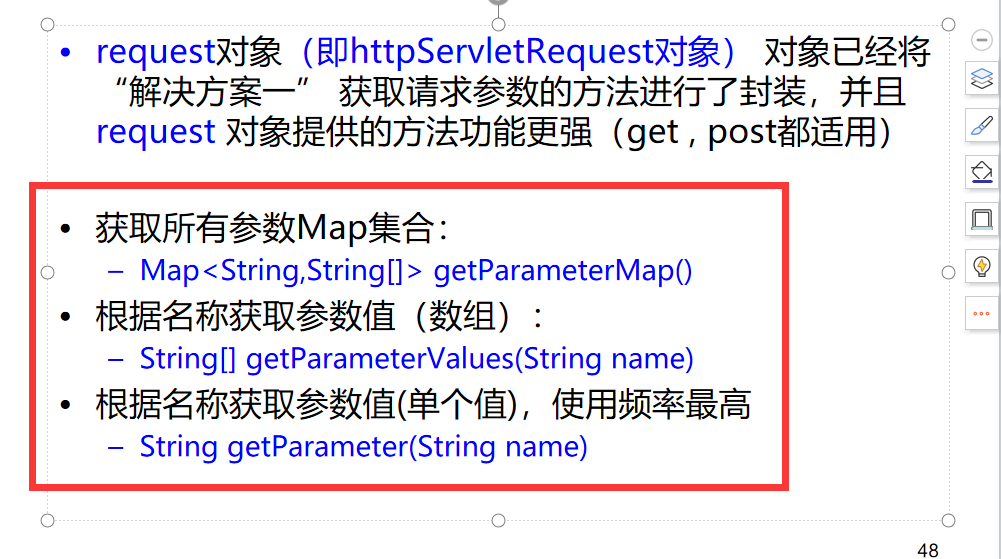 • request对象（即httpServletRequest对象） 对象已经将
“解决方案一” 获取请求参数的方法进行了封装，并且
request 对象提供的方法功能更强（get , post都适用）
• 获取所有参数Map集合：
– Map<String,String[]> getParameterMap()
• 根据名称获取参数值（数组）：
– String[] getParameterValues(String name)
• 根据名称获取参数值(单个值)，使用频率最高
– String getParameter(String name)
48